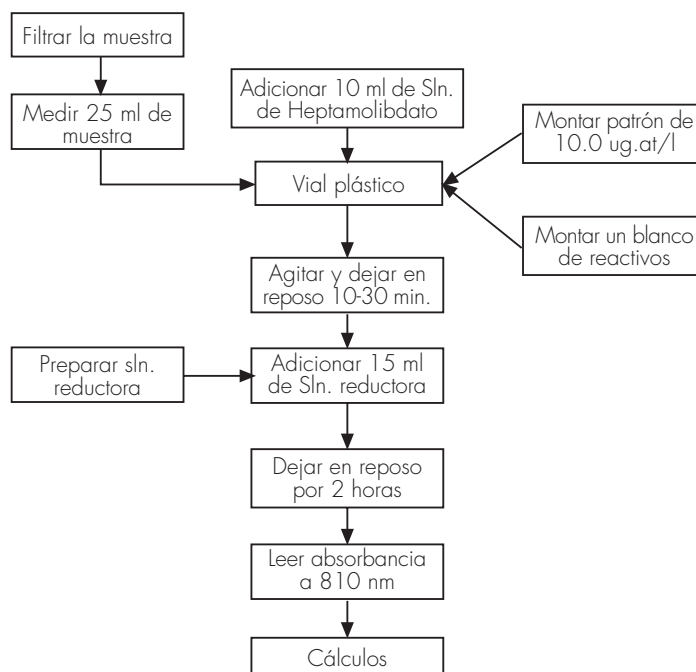 Filtrar la muestra
Medir 25 ml de
muestra
Adicionar 10 ml de Sln.
de Heptamolibdato
Montar patrón de
10.0 ug.at/l
Vial plástico
Montar un blanco
de reactivos
Agitar y dejar en
reposo 10-30 min.
Preparar sln.
reductora
Adicionar 15 ml
de Sln. reductora
Dejar en reposo
por 2 horas
Leer absorbancia
a 810 nm
Cálculos